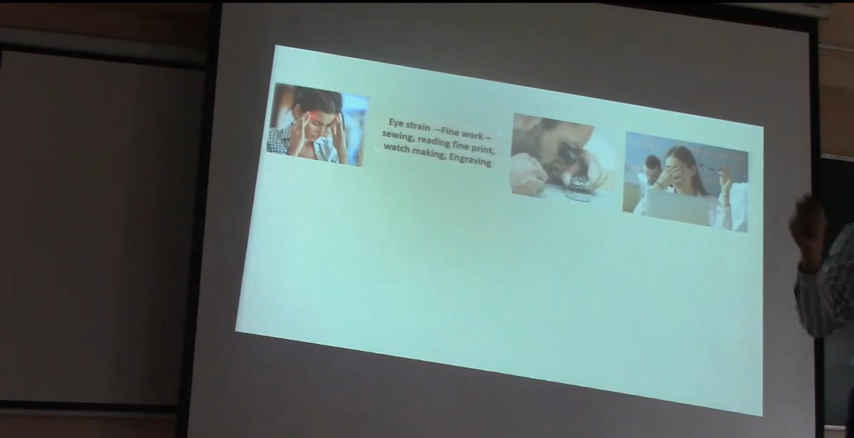 Eye strain –Fine work –
sewing, reading fine print,
watch making, Engraving